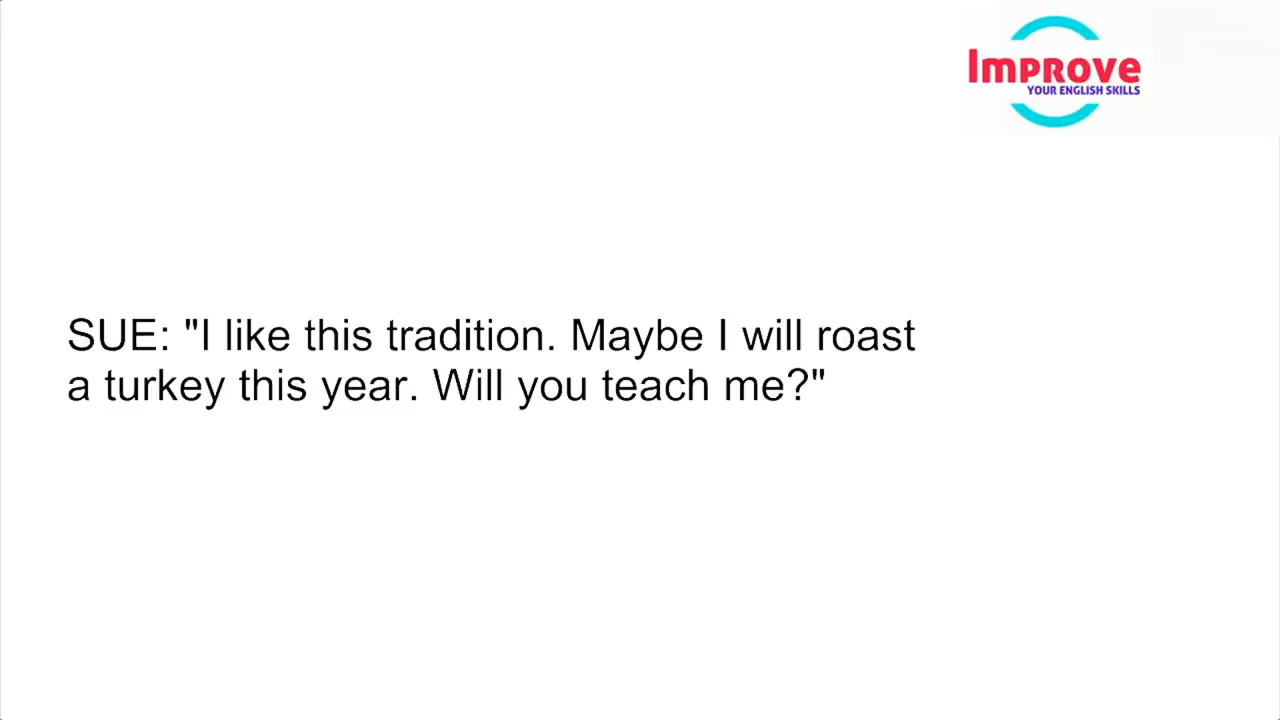 Improve
YOUR ENGLISH SKILLS
SUE: "I like this tradition. Maybe I will roast
a turkey this year. Will you teach me?"